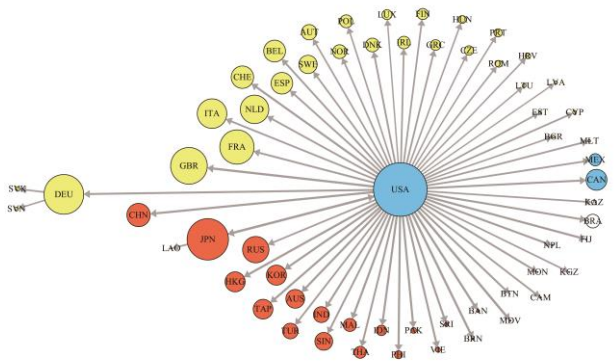 LUX
FIN
HUN
POL
AUT
NOR
DNK
IRL
GRC
CZE
PRT
BEL
SWE
ROM
HRV
CHE
ESP
LTU
LVA
ITA
NLD
EST
CYP
FRA
BGR
MLT
GBR
MEX
DEU
USA
CAN
SVK
SVN
KAZ
CHN
BRA
JPN
FIJ
LAO
RUS
NPL
HKG
KOR
MON
KGZ
TAP
AUS
BTN
CAM
TUR
IND
MAL
IDN
PAK
SRI
BAN
MDV
SIN
THA
PHI
VIE
BRN